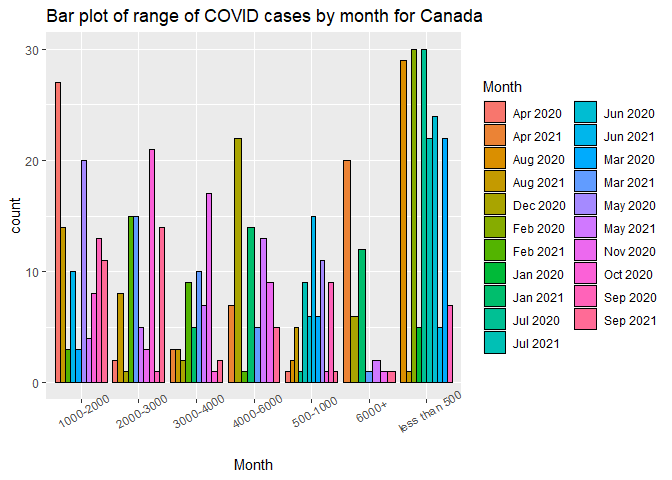 Bar plot of range of COVID cases by month for Canada
30
20
10
0
count
1000-2000
2000-3000
3000-4000
4000-6000
500-1000
6000+
less than 500
Month
Month
Apr 2020
Apr 2021
Aug 2020
Aug 2021
Dec 2020
Feb 2020
Feb 2021
Jan 2020
Jan 2021
Jul 2020
Jul 2021
Jun 2020
Jun 2021
Mar 2020
Mar 2021
May 2020
May 2021
Nov 2020
Oct 2020
Sep 2020
Sep 2021